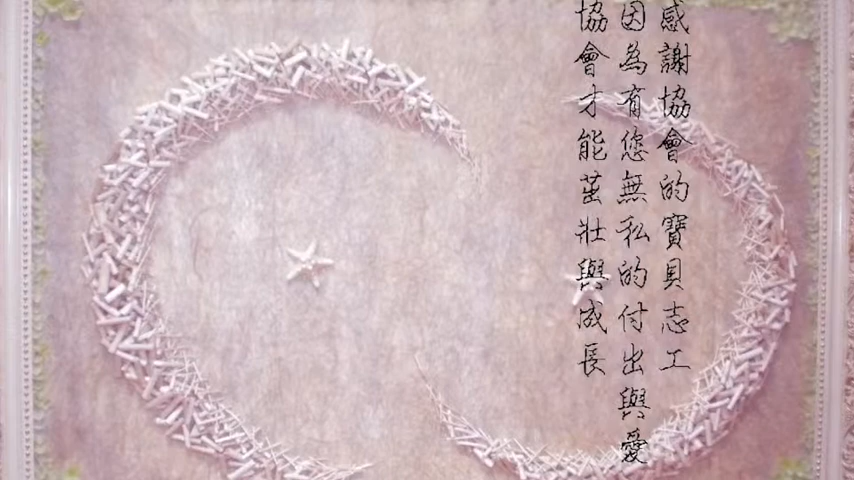 感謝協會的寶貝志工
因為有您無私的付出與愛
協會才能茁壯與成長